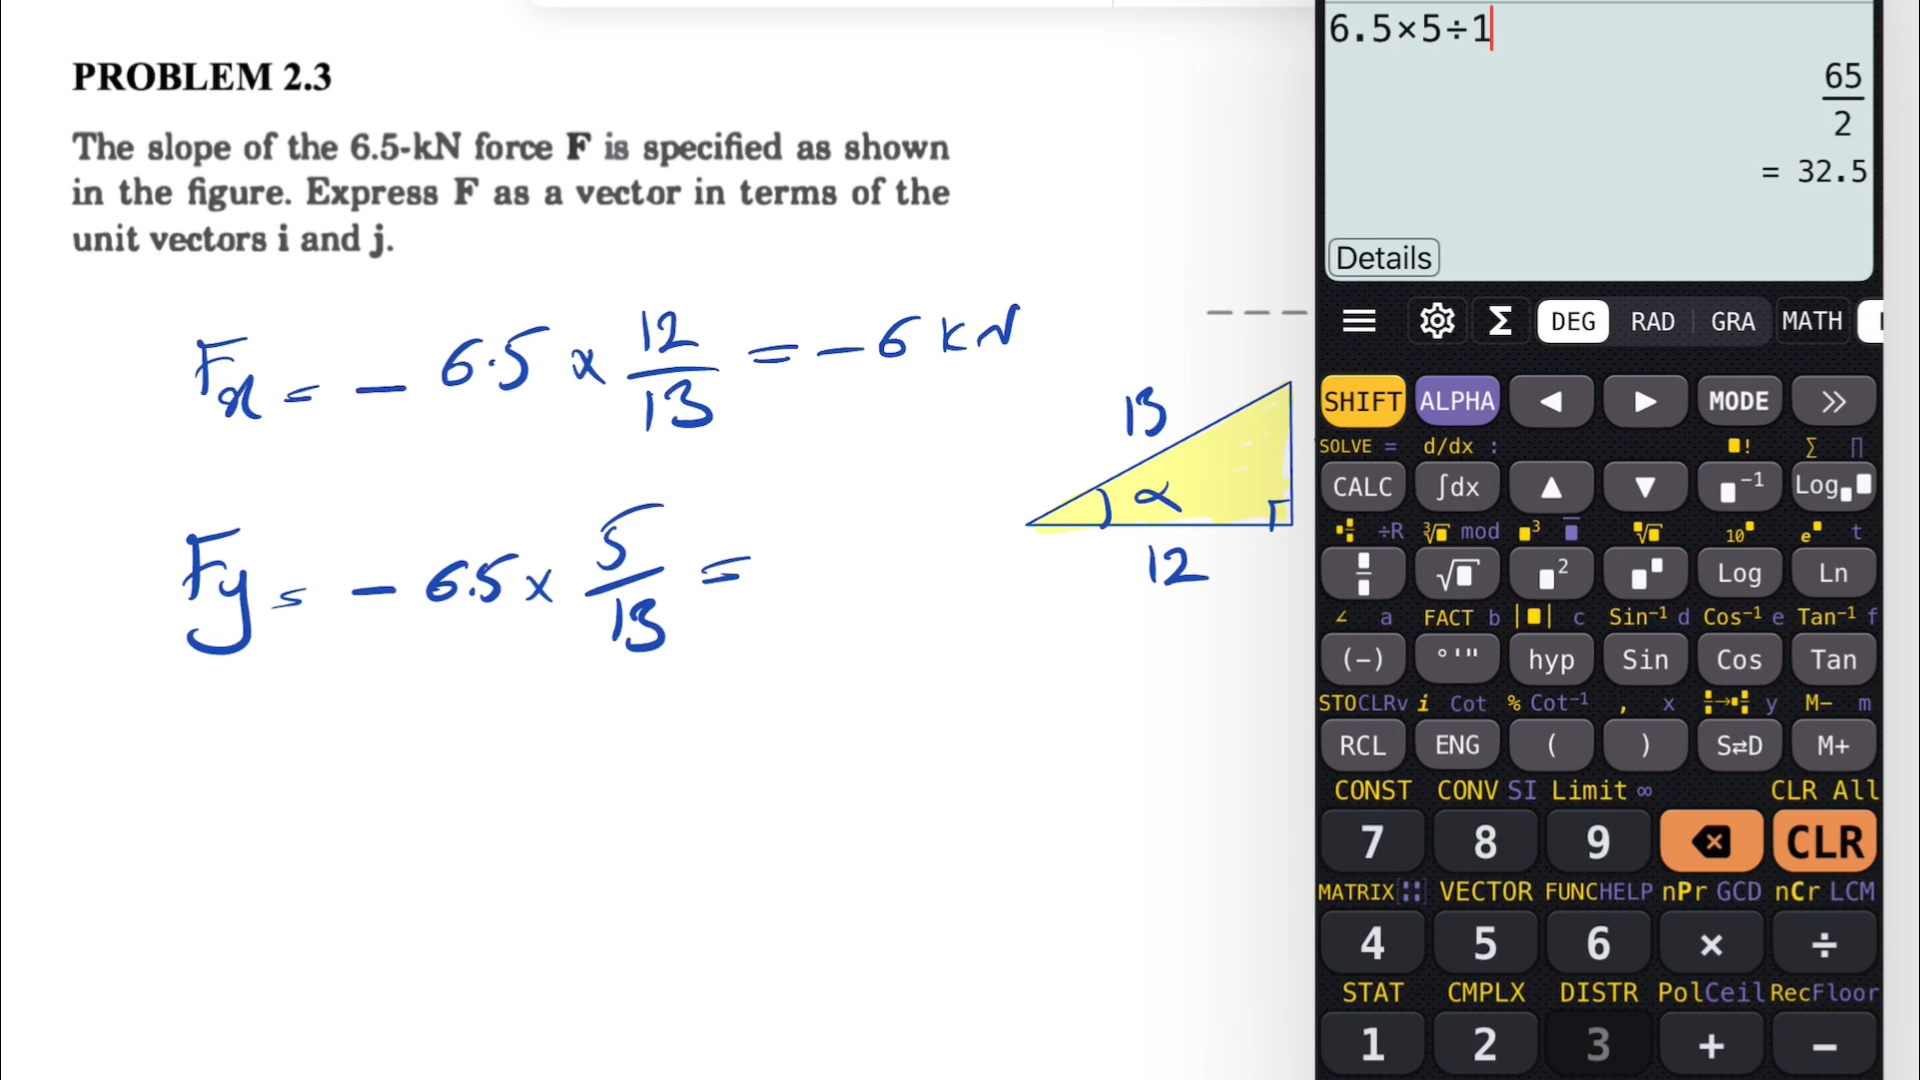 PROBLEM 2.3
The slope of the 6.5-kN force F is specified as shown
in the figure. Express F as a vector in terms of the
unit vectors i and j.
Fx = - 6.5 x 12/13 = - 6 kN
Fy = - 6.5 x 5/13 =
13
α
12
6.5×5÷1
65
2
= 32.5
Details
DEG RAD GRA MATH
SHIFT ALPHA ◀ ▶ MODE >>
SOLVE = d/dx : ■! ∑ ∏
CALC ∫dx ▲ ▼ ■⁻¹ Log■■
÷R ∛■ mod ■³ 10■ e■ t
√■ ■² ■■ Log Ln
∠ a FACT b |■| c Sin⁻¹ d Cos⁻¹ e Tan⁻¹ f
(−) °'" hyp Sin Cos Tan
STO CLRv i Cot % Cot⁻¹ , x y M− m
RCL ENG ( ) S⇄D M+
CONST CONV SI Limit ∞ CLR All
7 8 9 CLR
MATRIX VECTOR FUNC HELP nPr GCD nCr LCM
4 5 6 × ÷
STAT CMPLX DISTR Pol Ceil Rec Floor
1 2 3 + −